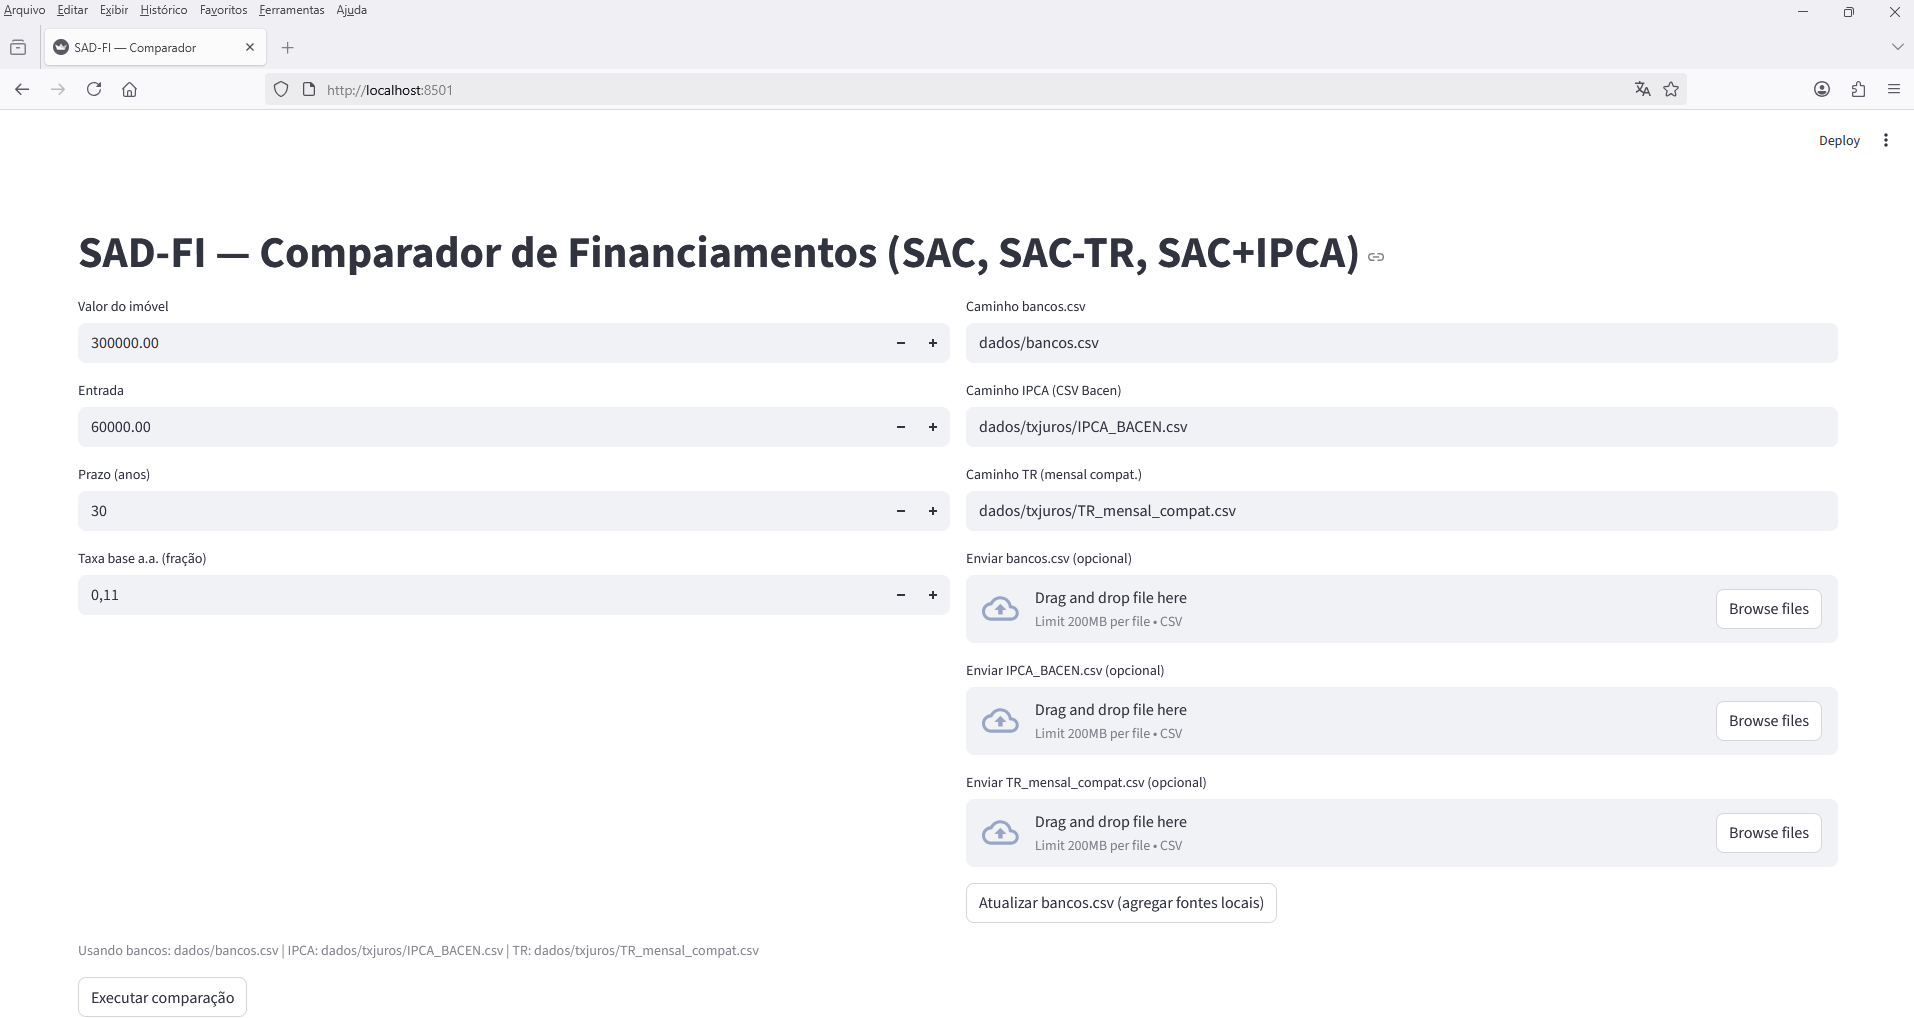 Arquivo Editar Exibir Histórico Favoritos Ferramentas Ajuda
SAD-FI — Comparador
http://localhost:8501
Deploy
SAD-FI — Comparador de Financiamentos (SAC, SAC-TR, SAC+IPCA)
Valor do imóvel
300000.00
Entrada
60000.00
Prazo (anos)
30
Taxa base a.a. (fração)
0,11
Caminho bancos.csv
dados/bancos.csv
Caminho IPCA (CSV Bacen)
dados/txjuros/IPCA_BACEN.csv
Caminho TR (mensal compat.)
dados/txjuros/TR_mensal_compat.csv
Enviar bancos.csv (opcional)
Drag and drop file here
Limit 200MB per file • CSV
Browse files
Enviar IPCA_BACEN.csv (opcional)
Drag and drop file here
Limit 200MB per file • CSV
Browse files
Enviar TR_mensal_compat.csv (opcional)
Drag and drop file here
Limit 200MB per file • CSV
Browse files
Atualizar bancos.csv (agregar fontes locais)
Usando bancos: dados/bancos.csv | IPCA: dados/txjuros/IPCA_BACEN.csv | TR: dados/txjuros/TR_mensal_compat.csv
Executar comparação